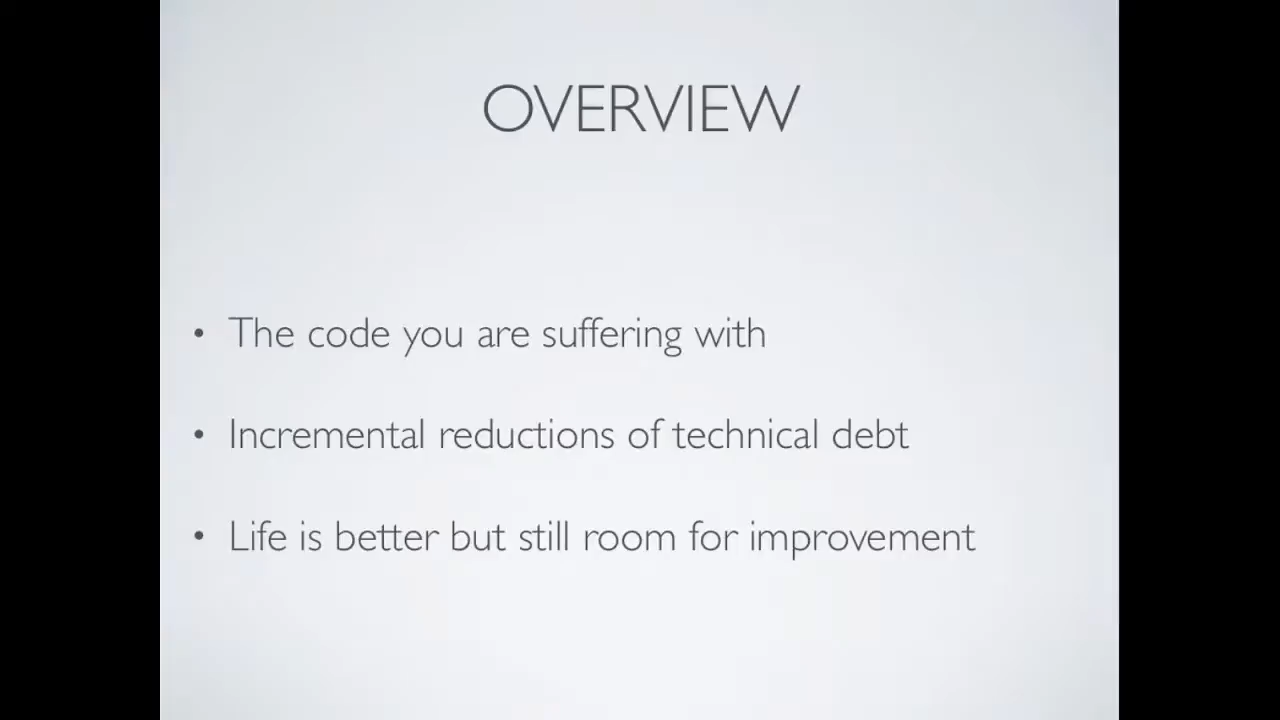 OVERVIEW
• The code you are suffering with
• Incremental reductions of technical debt
• Life is better but still room for improvement